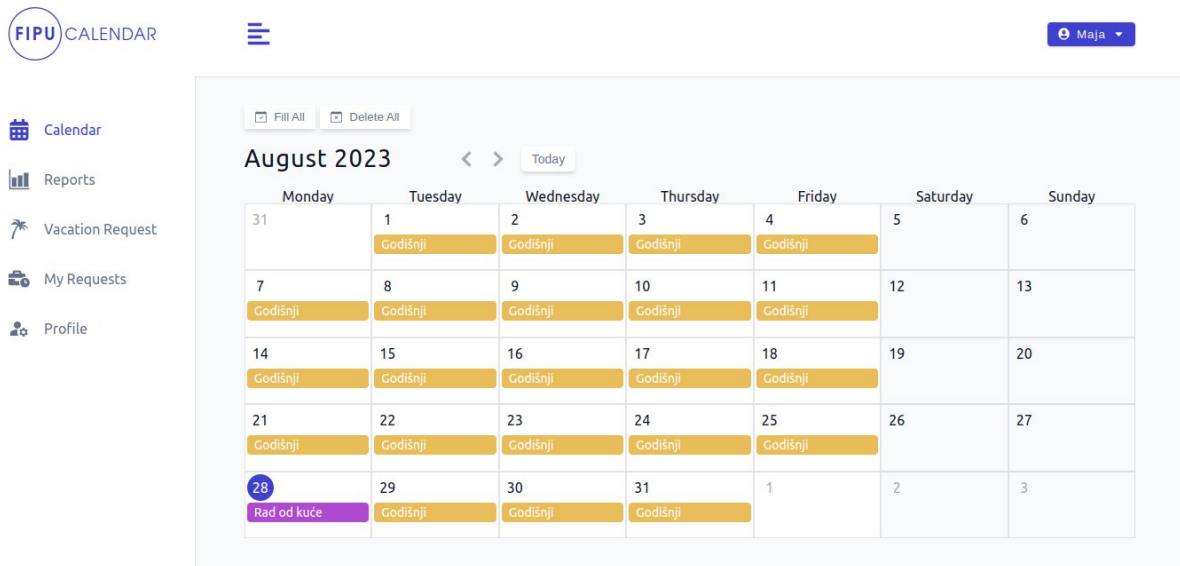 FIPU CALENDAR
Maja
Calendar
Reports
Vacation Request
My Requests
Profile
Fill All Delete All
August 2023 Today
Monday Tuesday Wednesday Thursday Friday Saturday Sunday
31 1 2 3 4 5 6
Godišnji Godišnji Godišnji Godišnji
7 8 9 10 11 12 13
Godišnji Godišnji Godišnji Godišnji Godišnji
14 15 16 17 18 19 20
Godišnji Godišnji Godišnji Godišnji Godišnji
21 22 23 24 25 26 27
Godišnji Godišnji Godišnji Godišnji Godišnji
28 29 30 31 1 2 3
Rad od kuće Godišnji Godišnji Godišnji